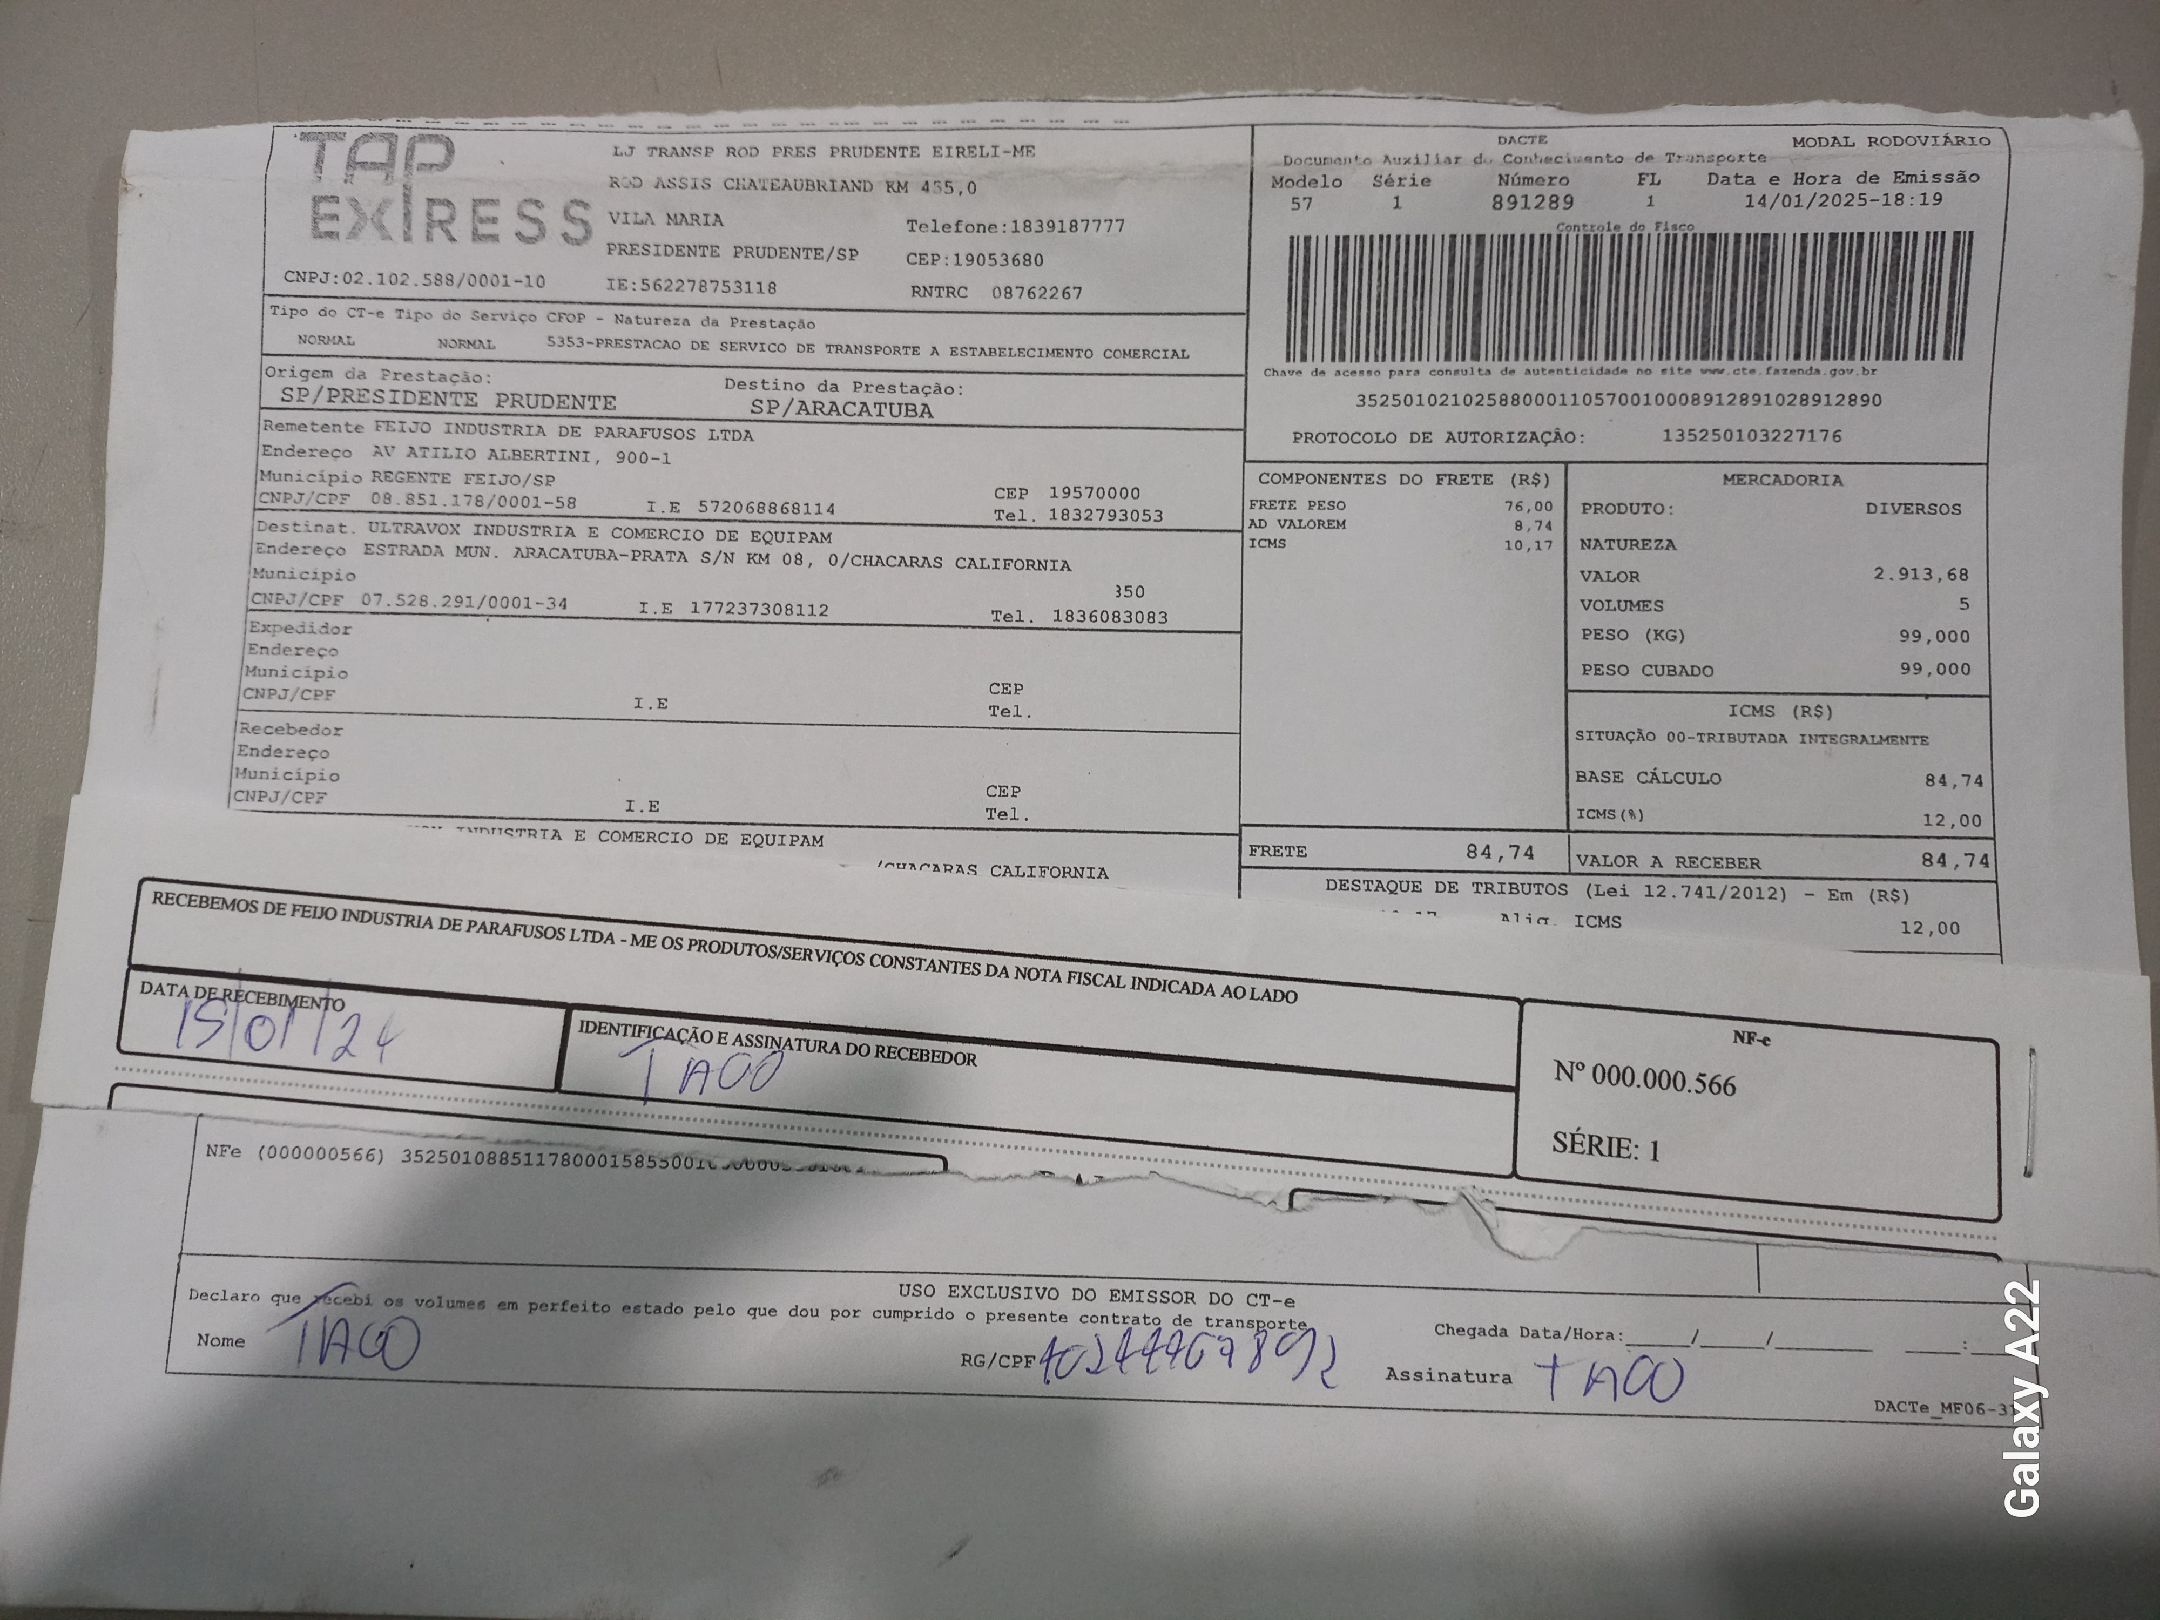 TAP
EXPRESS
LJ TRANSP ROD PRES PRUDENTE EIRELI-ME
ROD ASSIS CHATEAUBRIAND KM 455,0
VILA MARIA Telefone:1839187777
PRESIDENTE PRUDENTE/SP CEP:19053680
CNPJ:02.102.588/0001-10 IE:562278753118 RNTRC 08762267
DACTE MODAL RODOVIÁRIO
Documento Auxiliar do Conhecimento de Transporte
Modelo Série Número FL Data e Hora de Emissão
57 1 891289 1 14/01/2025-18:19
Controle do Fisco
Chave de acesso para consulta de autenticidade no site www.cte.fazenda.gov.br
35250102102588000110570010008912891028912890
PROTOCOLO DE AUTORIZAÇÃO: 135250103227176
Tipo do CT-e Tipo do Serviço CFOP - Natureza da Prestação
NORMAL NORMAL 5353-PRESTACAO DE SERVICO DE TRANSPORTE A ESTABELECIMENTO COMERCIAL
Origem da Prestação: Destino da Prestação:
SP/PRESIDENTE PRUDENTE SP/ARACATUBA
Remetente FEIJO INDUSTRIA DE PARAFUSOS LTDA
Endereço AV ATILIO ALBERTINI, 900-1
Município REGENTE FEIJO/SP CEP 19570000
CNPJ/CPF 08.851.178/0001-58 I.E 572068868114 Tel. 1832793053
Destinat. ULTRAVOX INDUSTRIA E COMERCIO DE EQUIPAM
Endereço ESTRADA MUN. ARACATUBA-PRATA S/N KM 08, 0/CHACARAS CALIFORNIA
Município 350
CNPJ/CPF 07.528.291/0001-34 I.E 177237308112 Tel. 1836083083
Expedidor
Endereço
Município CEP
CNPJ/CPF I.E Tel.
Recebedor
Endereço
Município CEP
CNPJ/CPF I.E Tel.
INDUSTRIA E COMERCIO DE EQUIPAM
/CHACARAS CALIFORNIA
COMPONENTES DO FRETE (R$)
FRETE PESO 76,00
AD VALOREM 8,74
ICMS 10,17
FRETE 84,74
MERCADORIA
PRODUTO: DIVERSOS
NATUREZA
VALOR 2.913,68
VOLUMES 5
PESO (KG) 99,000
PESO CUBADO 99,000
ICMS (R$)
SITUAÇÃO 00-TRIBUTADA INTEGRALMENTE
BASE CÁLCULO 84,74
ICMS(%) 12,00
VALOR A RECEBER 84,74
DESTAQUE DE TRIBUTOS (Lei 12.741/2012) - Em (R$)
Aliq. ICMS 12,00
RECEBEMOS DE FEIJO INDUSTRIA DE PARAFUSOS LTDA - ME OS PRODUTOS/SERVIÇOS CONSTANTES DA NOTA FISCAL INDICADA AO LADO
DATA DE RECEBIMENTO
15/01/24
IDENTIFICAÇÃO E ASSINATURA DO RECEBEDOR
NF-e
Nº 000.000.566
SÉRIE: 1
NFe (000000566)
USO EXCLUSIVO DO EMISSOR DO CT-e
Declaro que recebi os volumes em perfeito estado pelo que dou por cumprido o presente contrato de transporte
Nome RG/CPF Chegada Data/Hora:_____/_____/_______ ____:
Assinatura
DACTe_MF06-31
Galaxy A22